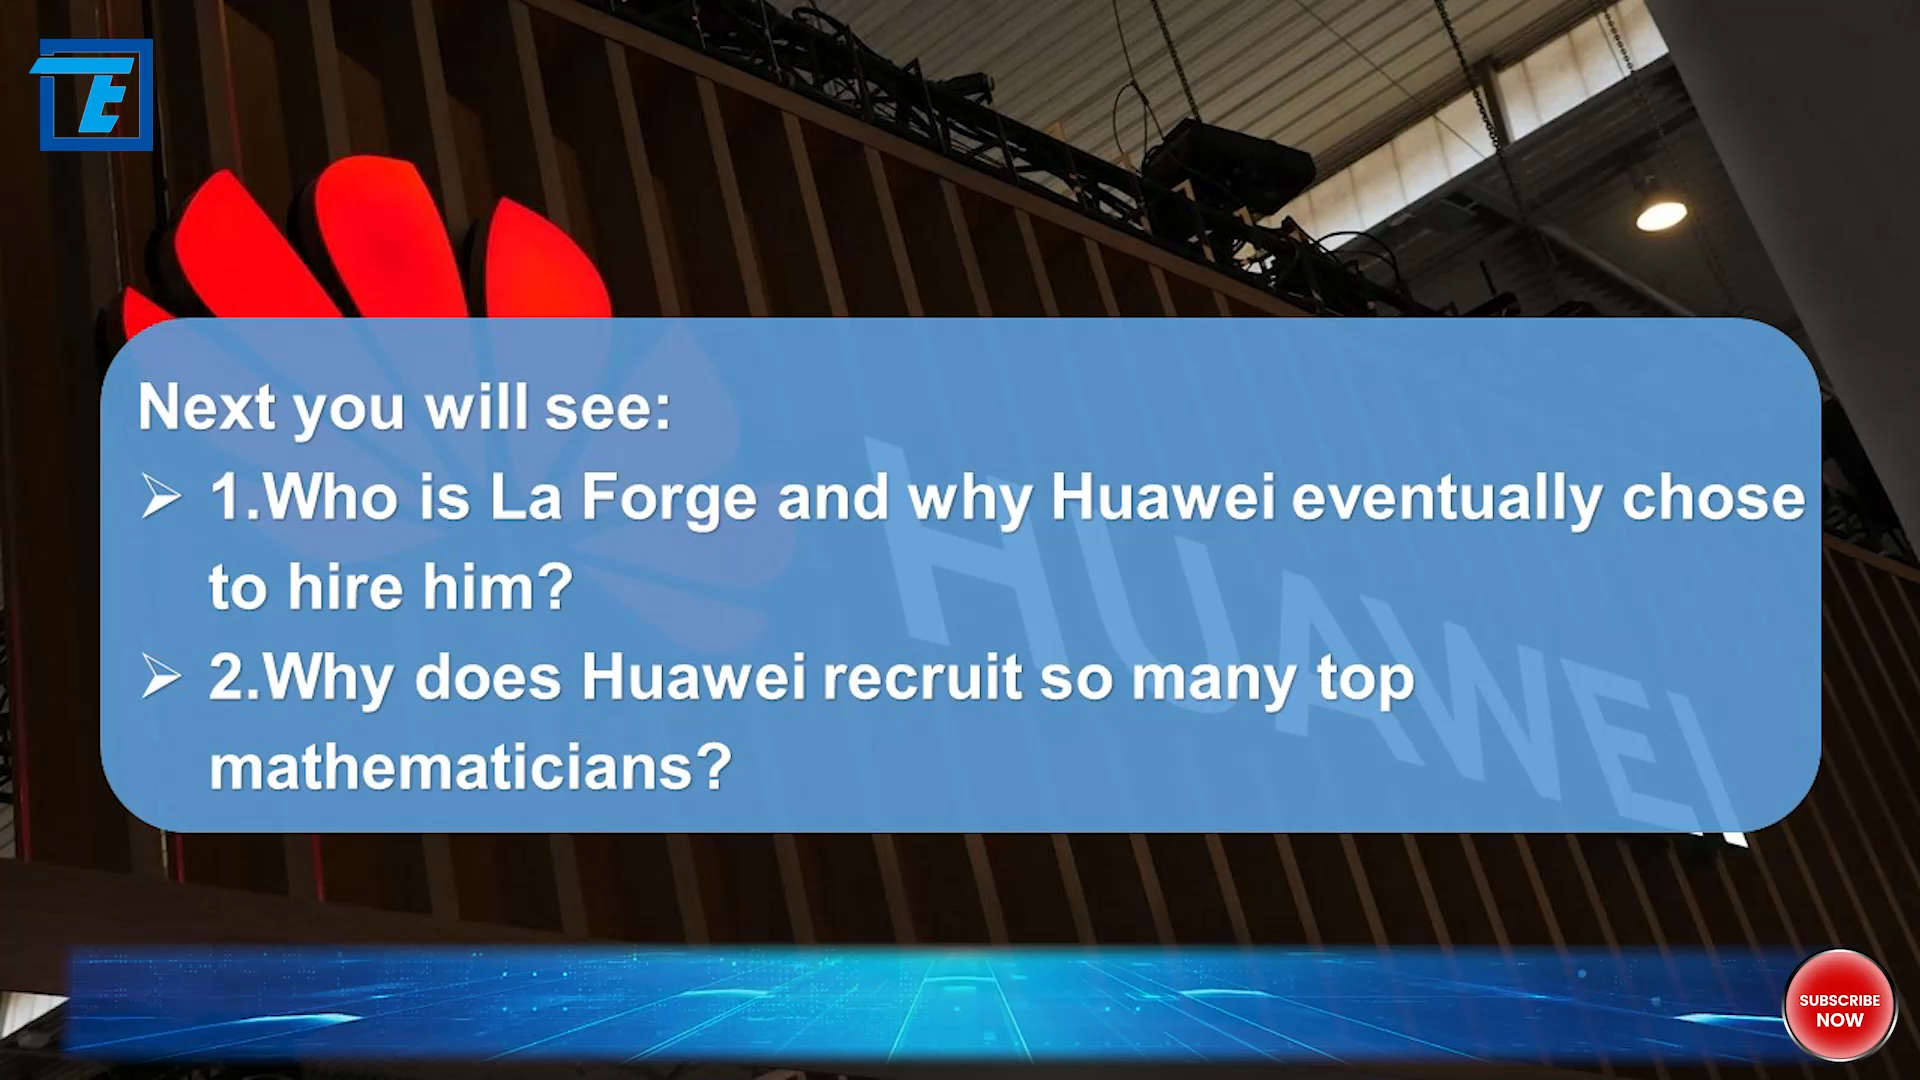 TE
Next you will see:
➢ 1.Who is La Forge and why Huawei eventually chose
to hire him?
➢ 2.Why does Huawei recruit so many top
mathematicians?
HUAWEI
SUBSCRIBE
NOW